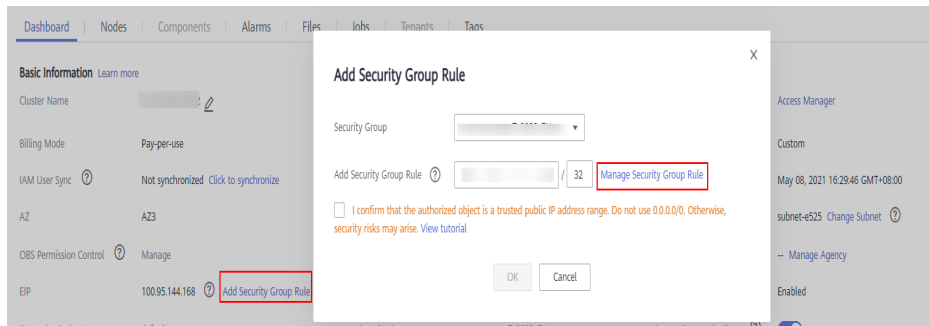 Dashboard Nodes Components Alarms Files Jobs Tenants Tags
X
Add Security Group Rule
Basic Information Learn more
Cluster Name
Access Manager
Security Group
Billing Mode Pay-per-use
Custom
Add Security Group Rule ? / 32 Manage Security Group Rule
IAM User Sync ? Not synchronized Click to synchronize
May 08, 2021 16:29:46 GMT+08:00
I confirm that the authorized object is a trusted public IP address range. Do not use 0.0.0.0/0. Otherwise,
security risks may arise. View tutorial
AZ AZ3
subnet-e525 Change Subnet ?
OBS Permission Control ? Manage
-- Manage Agency
OK Cancel
EIP 100.95.144.168 ? Add Security Group Rule
Enabled